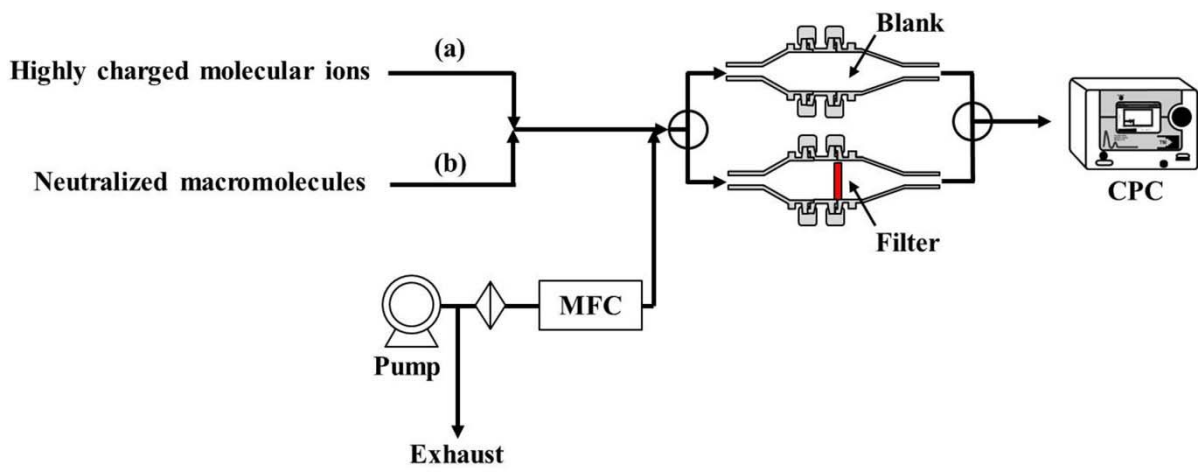 (a)
Highly charged molecular ions
(b)
Neutralized macromolecules
Blank
Filter
CPC
MFC
Pump
Exhaust